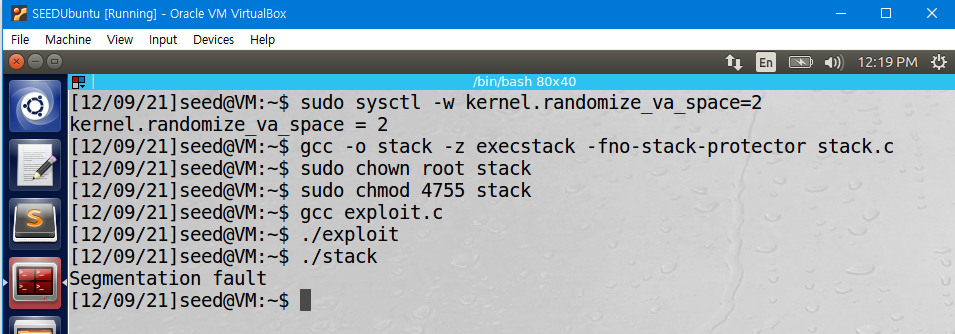 SEEDUbuntu [Running] - Oracle VM VirtualBox
File Machine View Input Devices Help
En 12:19 PM
/bin/bash 80x40
[12/09/21]seed@VM:~$ sudo sysctl -w kernel.randomize_va_space=2
kernel.randomize_va_space = 2
[12/09/21]seed@VM:~$ gcc -o stack -z execstack -fno-stack-protector stack.c
[12/09/21]seed@VM:~$ sudo chown root stack
[12/09/21]seed@VM:~$ sudo chmod 4755 stack
[12/09/21]seed@VM:~$ gcc exploit.c
[12/09/21]seed@VM:~$ ./exploit
[12/09/21]seed@VM:~$ ./stack
Segmentation fault
[12/09/21]seed@VM:~$